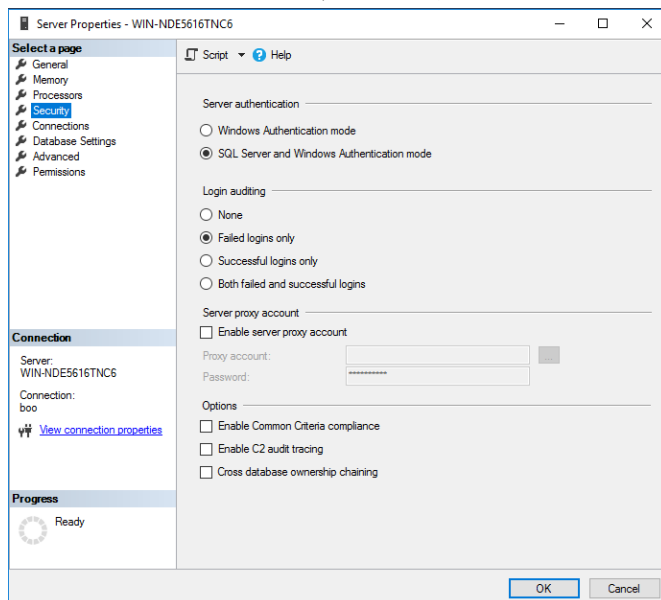 Server Properties - WIN-NDE5616TNC6
Select a page
General
Memory
Processors
Security
Connections
Database Settings
Advanced
Permissions
Script
Help
Server authentication
Windows Authentication mode
SQL Server and Windows Authentication mode
Login auditing
None
Failed logins only
Successful logins only
Both failed and successful logins
Server proxy account
Enable server proxy account
Proxy account:
...
Password:
**********
Options
Enable Common Criteria compliance
Enable C2 audit tracing
Cross database ownership chaining
Connection
Server:
WIN-NDE5616TNC6
Connection:
boo
View connection properties
Progress
Ready
OK
Cancel